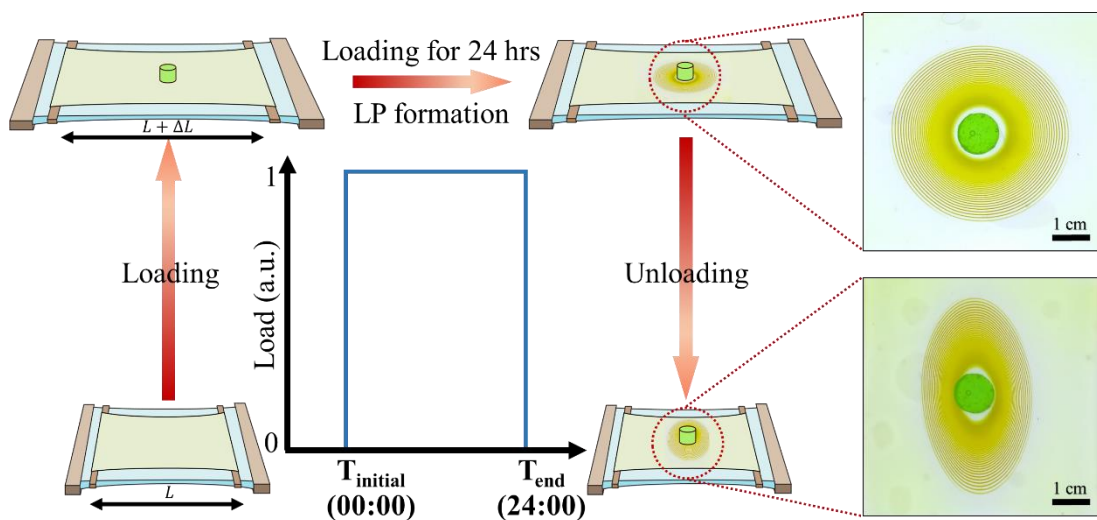 Loading for 24 hrs
LP formation
L + ΔL
1 cm
Loading
Unloading
1
Load (a.u.)
0
T_initial
(00:00)
T_end
(24:00)
L
1 cm